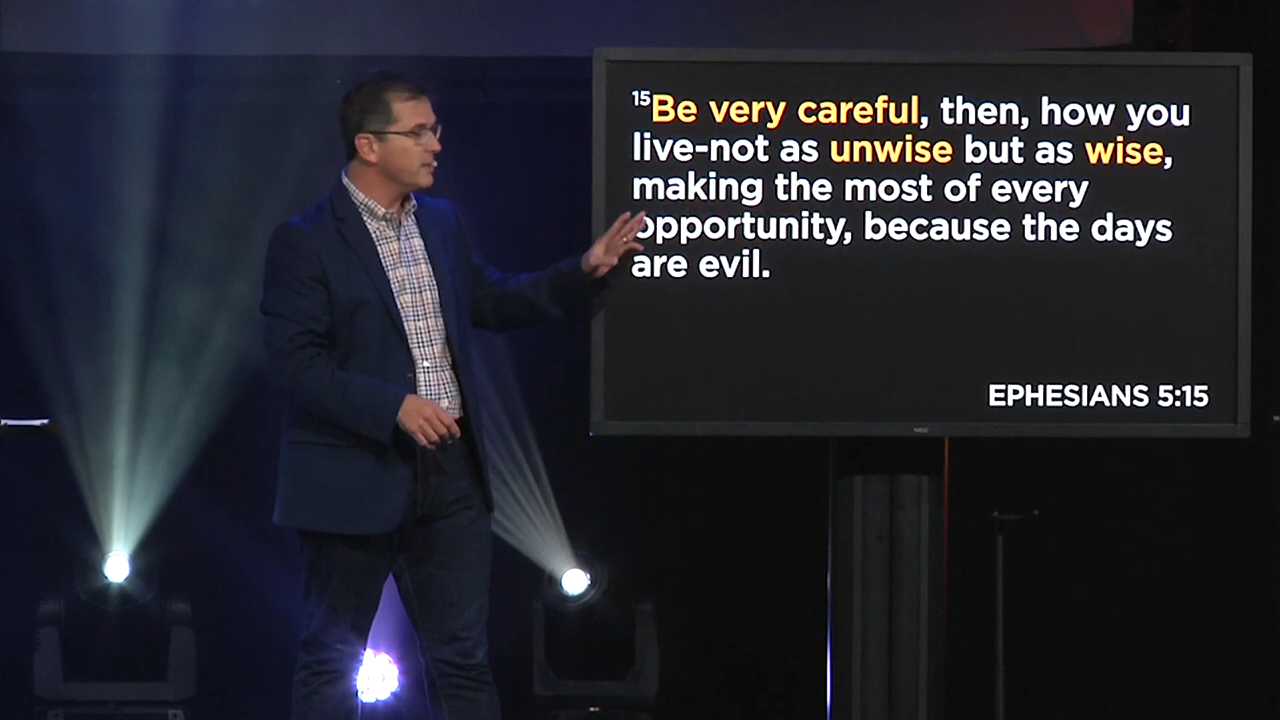 15Be very careful, then, how you
live-not as unwise but as wise,
making the most of every
opportunity, because the days
are evil.
EPHESIANS 5:15
NEC